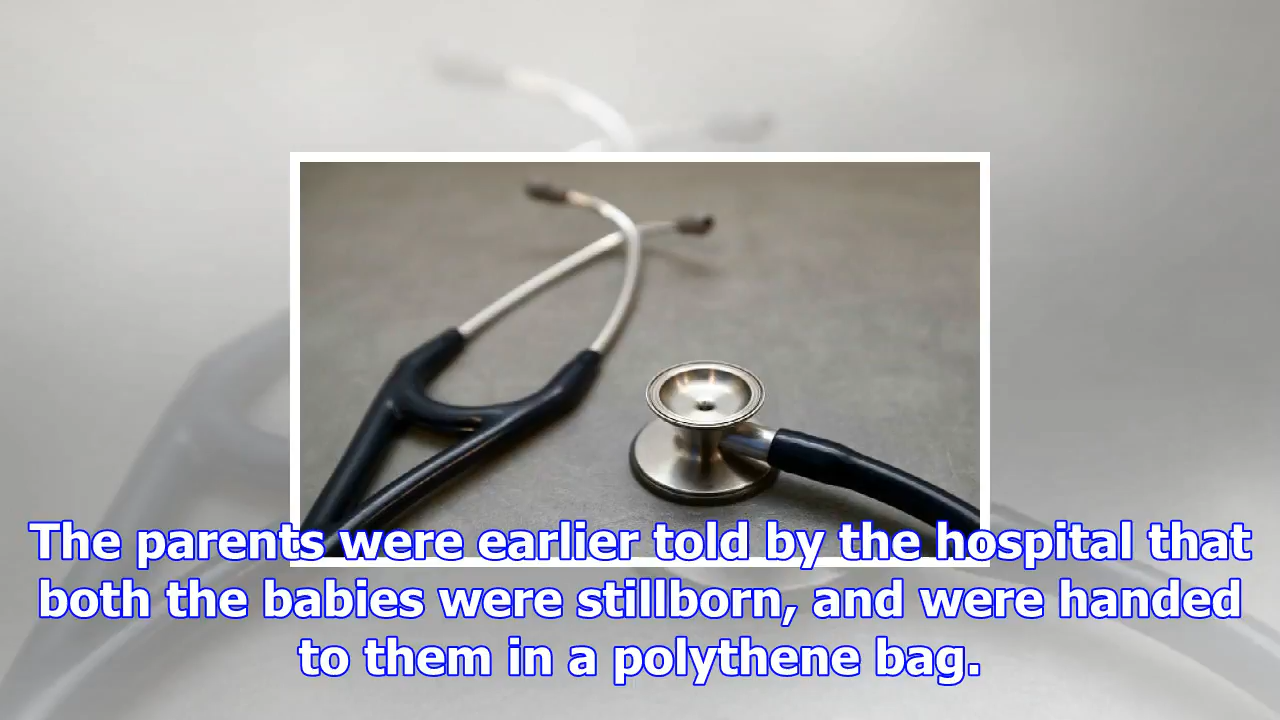 The parents were earlier told by the hospital that
both the babies were stillborn, and were handed
to them in a polythene bag.